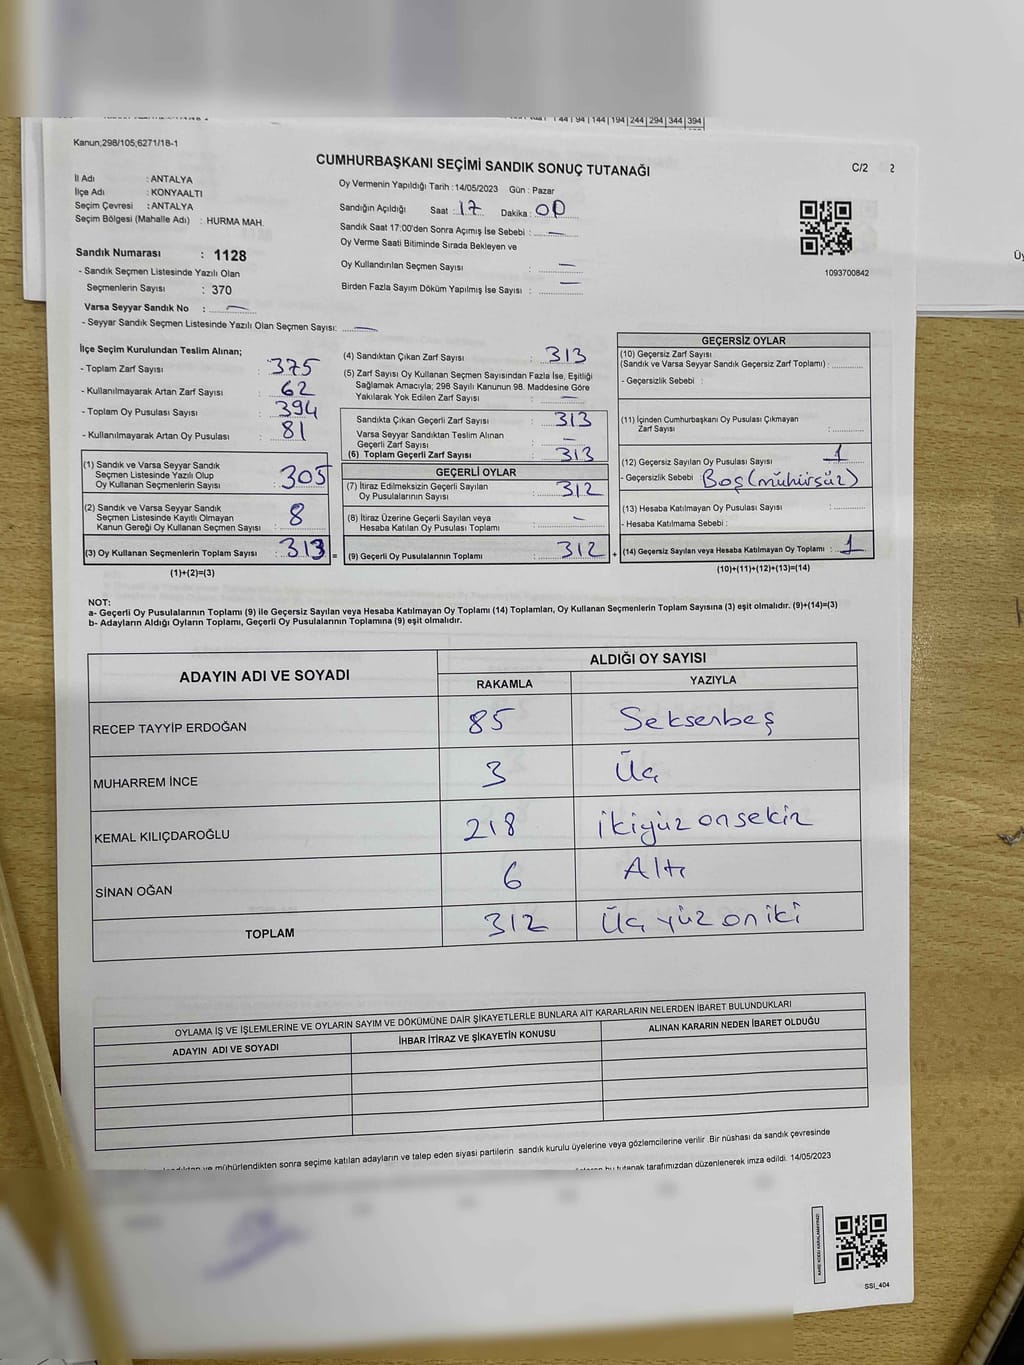 44 | 94 | 144 | 194 | 244 | 294 | 344 | 394
Kanun;298/105;6271/18-1
CUMHURBAŞKANI SEÇİMİ SANDIK SONUÇ TUTANAĞI
C/2 2
İl Adı : ANTALYA
İlçe Adı : KONYAALTI
Seçim Çevresi : ANTALYA
Seçim Bölgesi (Mahalle Adı) : HURMA MAH.
Sandık Numarası : 1128
- Sandık Seçmen Listesinde Yazılı Olan
Seçmenlerin Sayısı : 370
Varsa Seyyar Sandık No : —
- Seyyar Sandık Seçmen Listesinde Yazılı Olan Seçmen Sayısı: —
Oy Vermenin Yapıldığı Tarih : 14/05/2023 Gün : Pazar
Sandığın Açıldığı Saat : 17 Dakika : 00
Sandık Saat 17:00'den Sonra Açımış İse Sebebi : —
Oy Verme Saati Bitiminde Sırada Bekleyen ve
Oy Kullandırılan Seçmen Sayısı : —
Birden Fazla Sayım Döküm Yapılmış İse Sayısı : —
1093700842
İlçe Seçim Kurulundan Teslim Alınan;
- Toplam Zarf Sayısı : 375
- Kullanılmayarak Artan Zarf Sayısı : 62
- Toplam Oy Pusulası Sayısı : 394
- Kullanılmayarak Artan Oy Pusulası : 81
(1) Sandık ve Varsa Seyyar Sandık
Seçmen Listesinde Yazılı Olup
Oy Kullanan Seçmenlerin Sayısı : 305
(2) Sandık ve Varsa Seyyar Sandık
Seçmen Listesinde Kayıtlı Olmayan
Kanun Gereği Oy Kullanan Seçmen Sayısı : 8
(3) Oy Kullanan Seçmenlerin Toplam Sayısı : 313 =
(1)+(2)=(3)
(4) Sandıktan Çıkan Zarf Sayısı : 313
(5) Zarf Sayısı Oy Kullanan Seçmen Sayısından Fazla İse, Eşitliği
Sağlamak Amacıyla; 298 Sayılı Kanunun 98. Maddesine Göre
Yakılarak Yok Edilen Zarf Sayısı : —
Sandıkta Çıkan Geçerli Zarf Sayısı : 313
Varsa Seyyar Sandıktan Teslim Alınan
Geçerli Zarf Sayısı : —
(6) Toplam Geçerli Zarf Sayısı : 313
GEÇERLİ OYLAR
(7) İtiraz Edilmeksizin Geçerli Sayılan
Oy Pusulalarının Sayısı : 312
(8) İtiraz Üzerine Geçerli Sayılan veya
Hesaba Katılan Oy Pusulası Toplamı : –
(9) Geçerli Oy Pusulalarının Toplamı : 312 +
GEÇERSİZ OYLAR
(10) Geçersiz Zarf Sayısı
(Sandık ve Varsa Seyyar Sandık Geçersiz Zarf Toplamı) :
- Geçersizlik Sebebi :
(11) İçinden Cumhurbaşkanı Oy Pusulası Çıkmayan
Zarf Sayısı :
(12) Geçersiz Sayılan Oy Pusulası Sayısı : 1
- Geçersizlik Sebebi : Boş (mühürsüz)
(13) Hesaba Katılmayan Oy Pusulası Sayısı :
- Hesaba Katılmama Sebebi :
(14) Geçersiz Sayılan veya Hesaba Katılmayan Oy Toplamı : 1
(10)+(11)+(12)+(13)=(14)
NOT:
a- Geçerli Oy Pusulalarının Toplamı (9) ile Geçersiz Sayılan veya Hesaba Katılmayan Oy Toplamı (14) Toplamları, Oy Kullanan Seçmenlerin Toplam Sayısına (3) eşit olmalıdır. (9)+(14)=(3)
b- Adayların Aldığı Oyların Toplamı, Geçerli Oy Pusulalarının Toplamına (9) eşit olmalıdır.
ADAYIN ADI VE SOYADI
ALDIĞI OY SAYISI
RAKAMLA YAZIYLA
RECEP TAYYİP ERDOĞAN 85 Seksenbeş
MUHARREM İNCE 3 Üç
KEMAL KILIÇDAROĞLU 218 ikiyüz onsekiz
SİNAN OĞAN 6 Altı
TOPLAM 312 Üç yüz on iki
OYLAMA İŞ VE İŞLEMLERİNE VE OYLARIN SAYIM VE DÖKÜMÜNE DAİR ŞİKAYETLERLE BUNLARA AİT KARARLARIN NELERDEN İBARET BULUNDUKLARI
ADAYIN ADI VE SOYADI İHBAR İTİRAZ VE ŞİKAYETİN KONUSU ALINAN KARARIN NEDEN İBARET OLDUĞU
ve mühürlendikten sonra seçime katılan adayların ve talep eden siyasi partilerin sandık kurulu üyelerine veya gözlemcilerine verilir .Bir nüshası da sandık çevresinde
bu tutanak tarafımızdan düzenlenerek imza edildi. 14/05/2023
SSİ_404